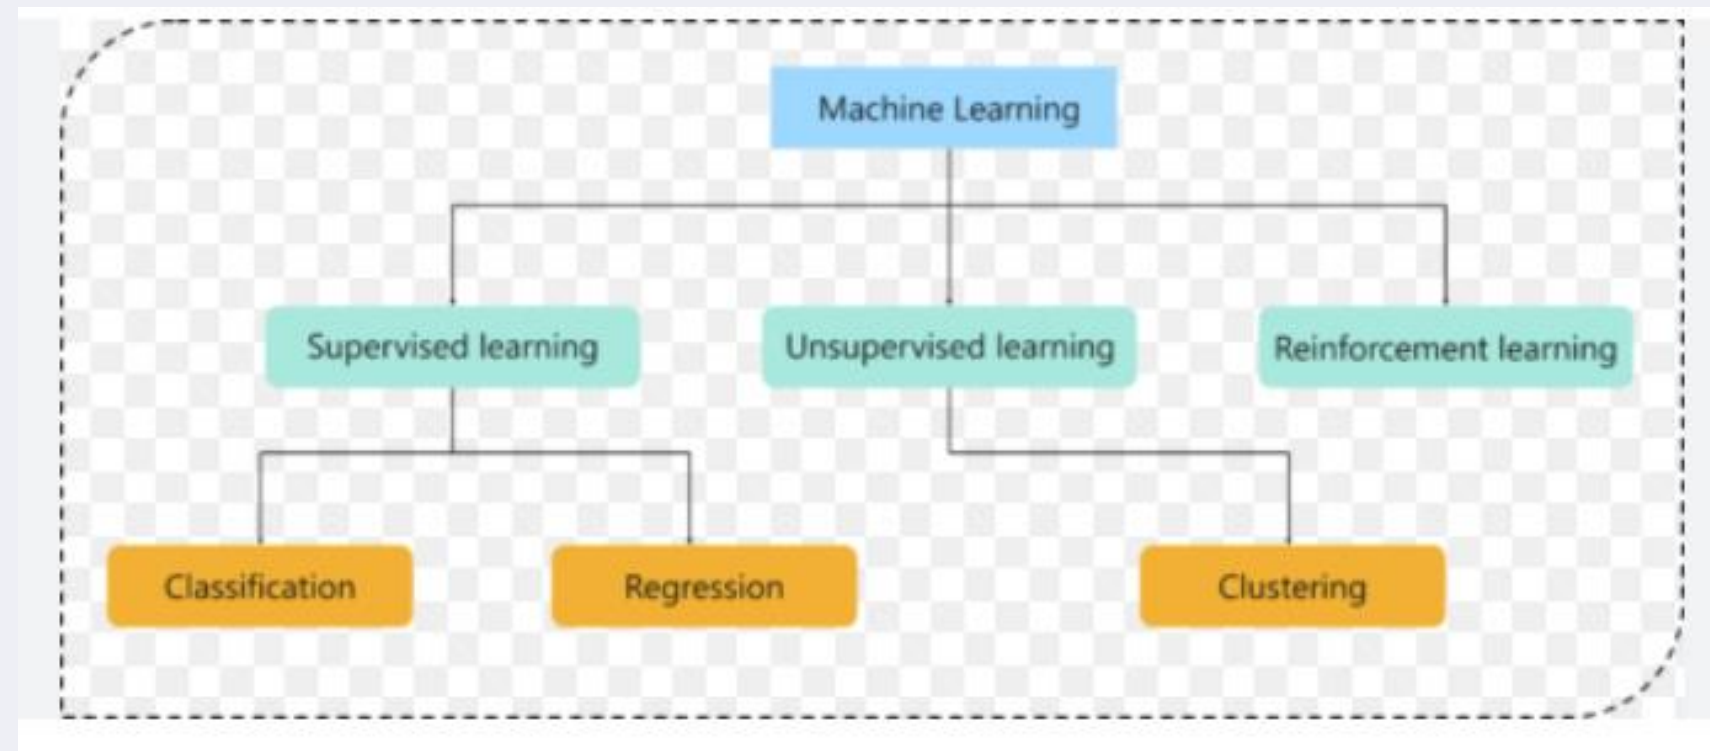 Machine Learning
Supervised learning
Unsupervised learning
Reinforcement learning
Classification
Regression
Clustering